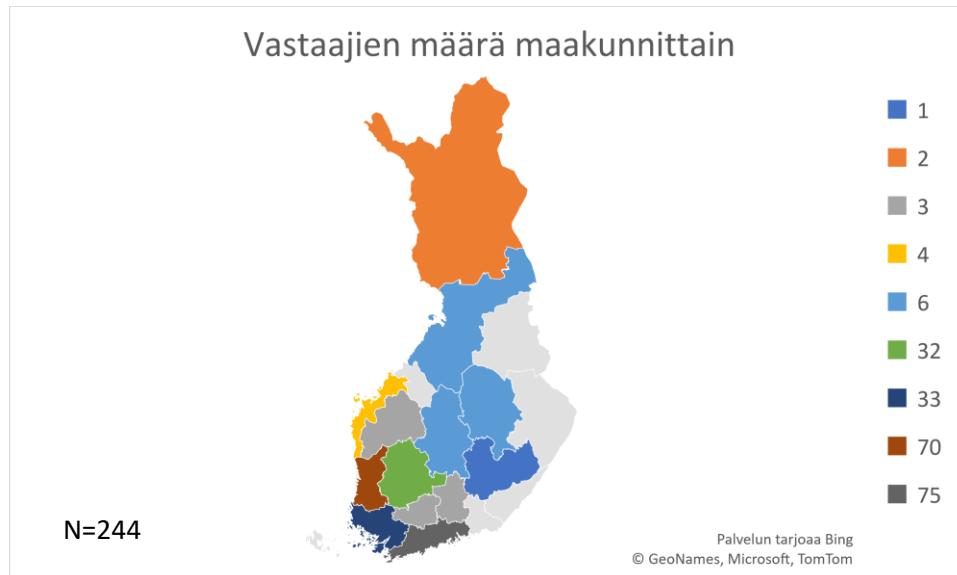 Vastaajien määrä maakunnittain
1
2
3
4
6
32
33
70
75
N=244
Palvelun tarjoaa Bing
© GeoNames, Microsoft, TomTom